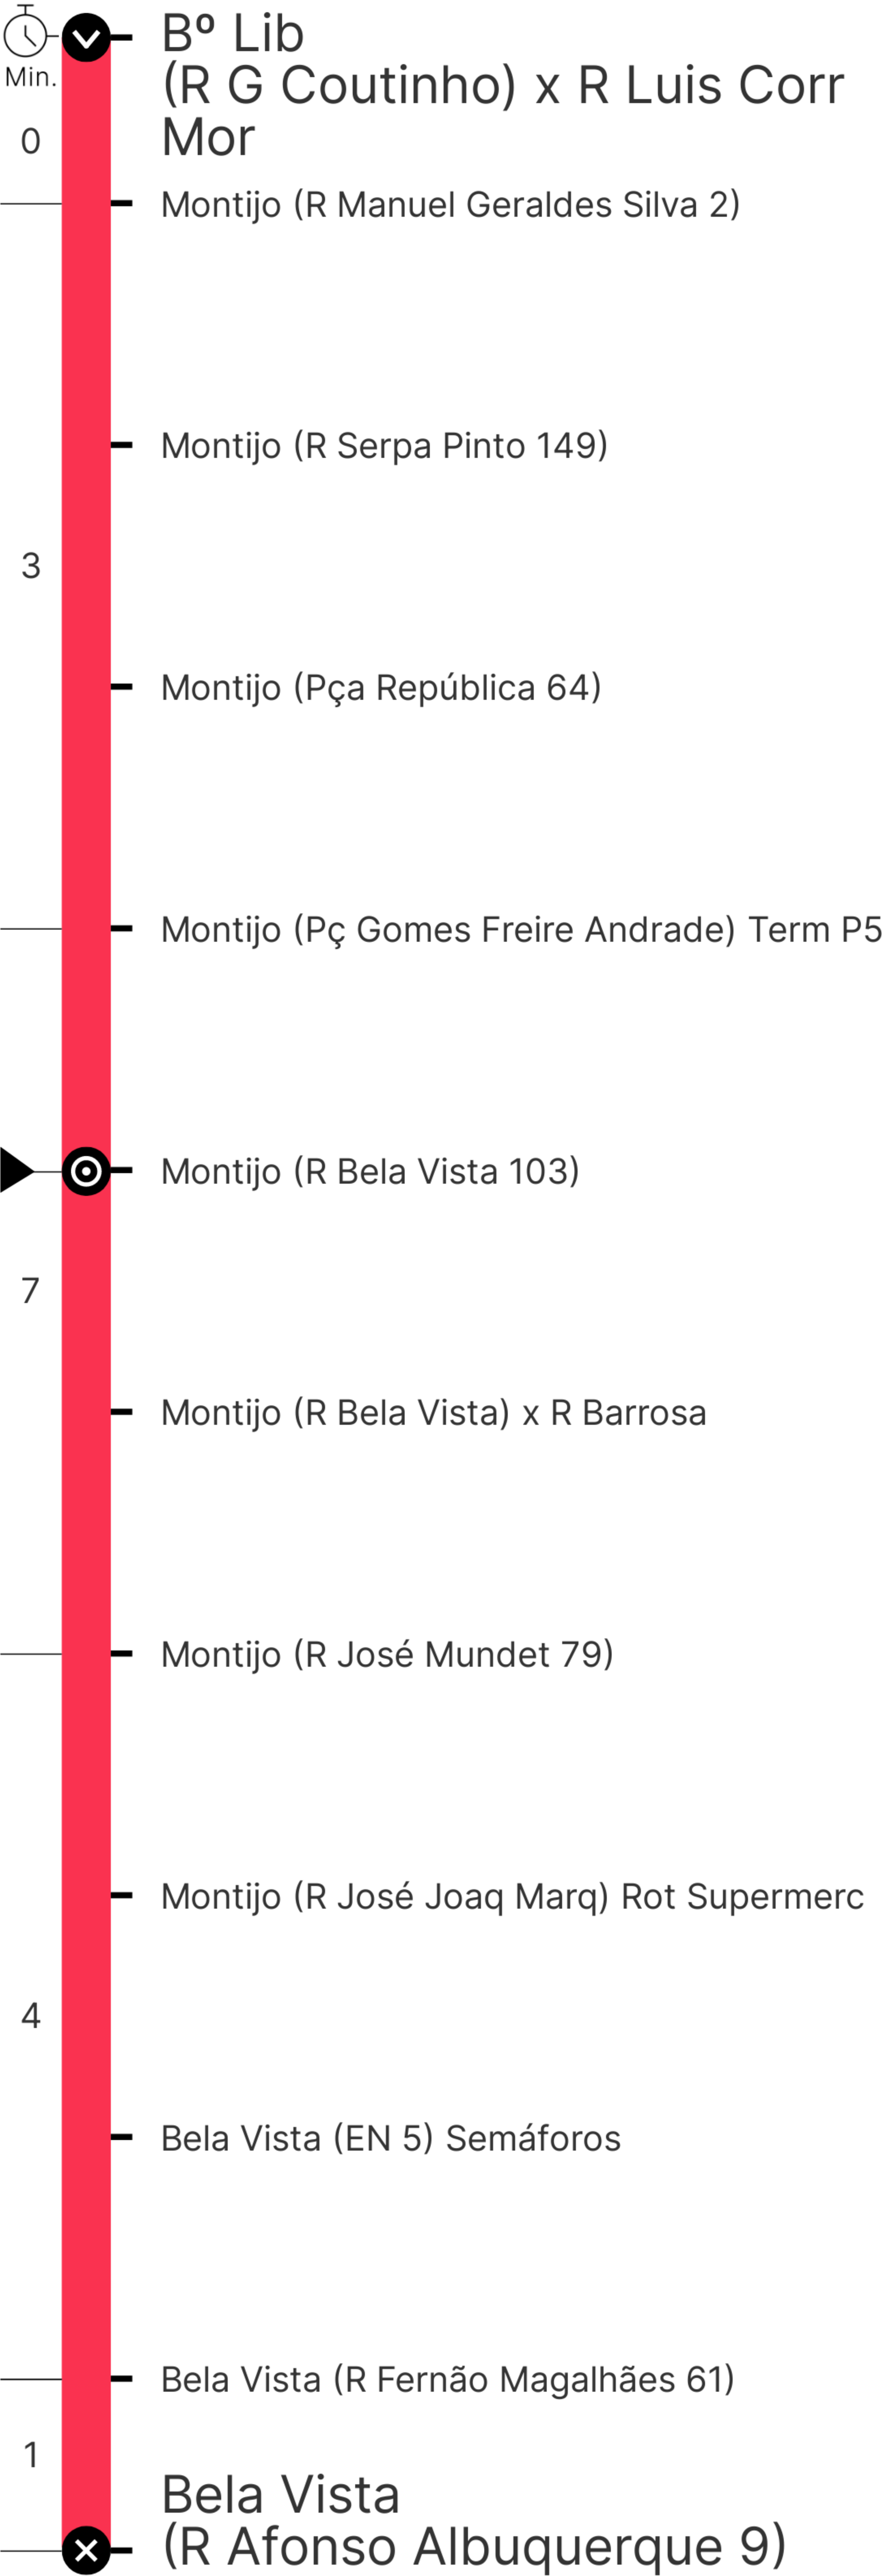 Min.
Bº Lib
(R G Coutinho) x R Luis Corr
Mor
0
Montijo (R Manuel Geraldes Silva 2)
Montijo (R Serpa Pinto 149)
3
Montijo (Pça República 64)
Montijo (Pç Gomes Freire Andrade) Term P5
Montijo (R Bela Vista 103)
7
Montijo (R Bela Vista) x R Barrosa
Montijo (R José Mundet 79)
Montijo (R José Joaq Marq) Rot Supermerc
4
Bela Vista (EN 5) Semáforos
Bela Vista (R Fernão Magalhães 61)
1
Bela Vista
(R Afonso Albuquerque 9)